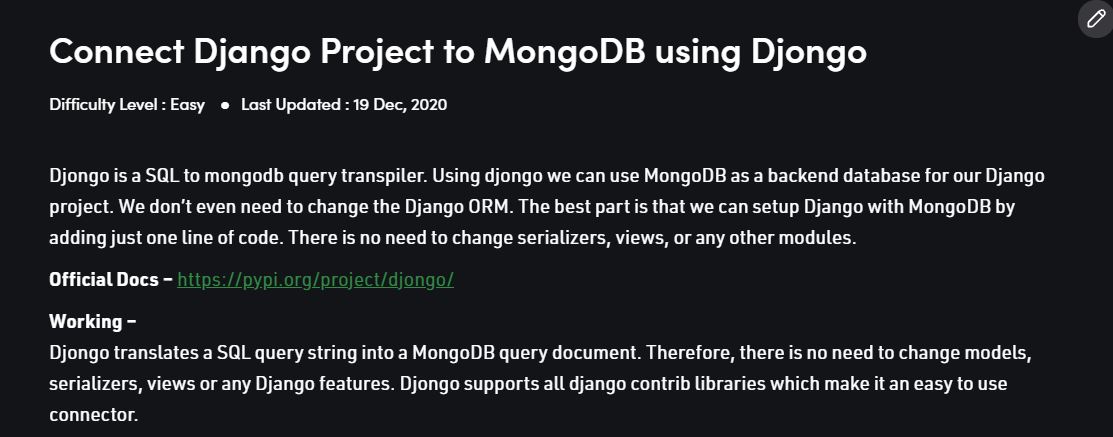 Connect Django Project to MongoDB using Djongo
Difficulty Level : Easy ● Last Updated : 19 Dec, 2020
Djongo is a SQL to mongodb query transpiler. Using djongo we can use MongoDB as a backend database for our Django
project. We don’t even need to change the Django ORM. The best part is that we can setup Django with MongoDB by
adding just one line of code. There is no need to change serializers, views, or any other modules.
Official Docs – https://pypi.org/project/djongo/
Working –
Djongo translates a SQL query string into a MongoDB query document. Therefore, there is no need to change models,
serializers, views or any Django features. Djongo supports all django contrib libraries which make it an easy to use
connector.